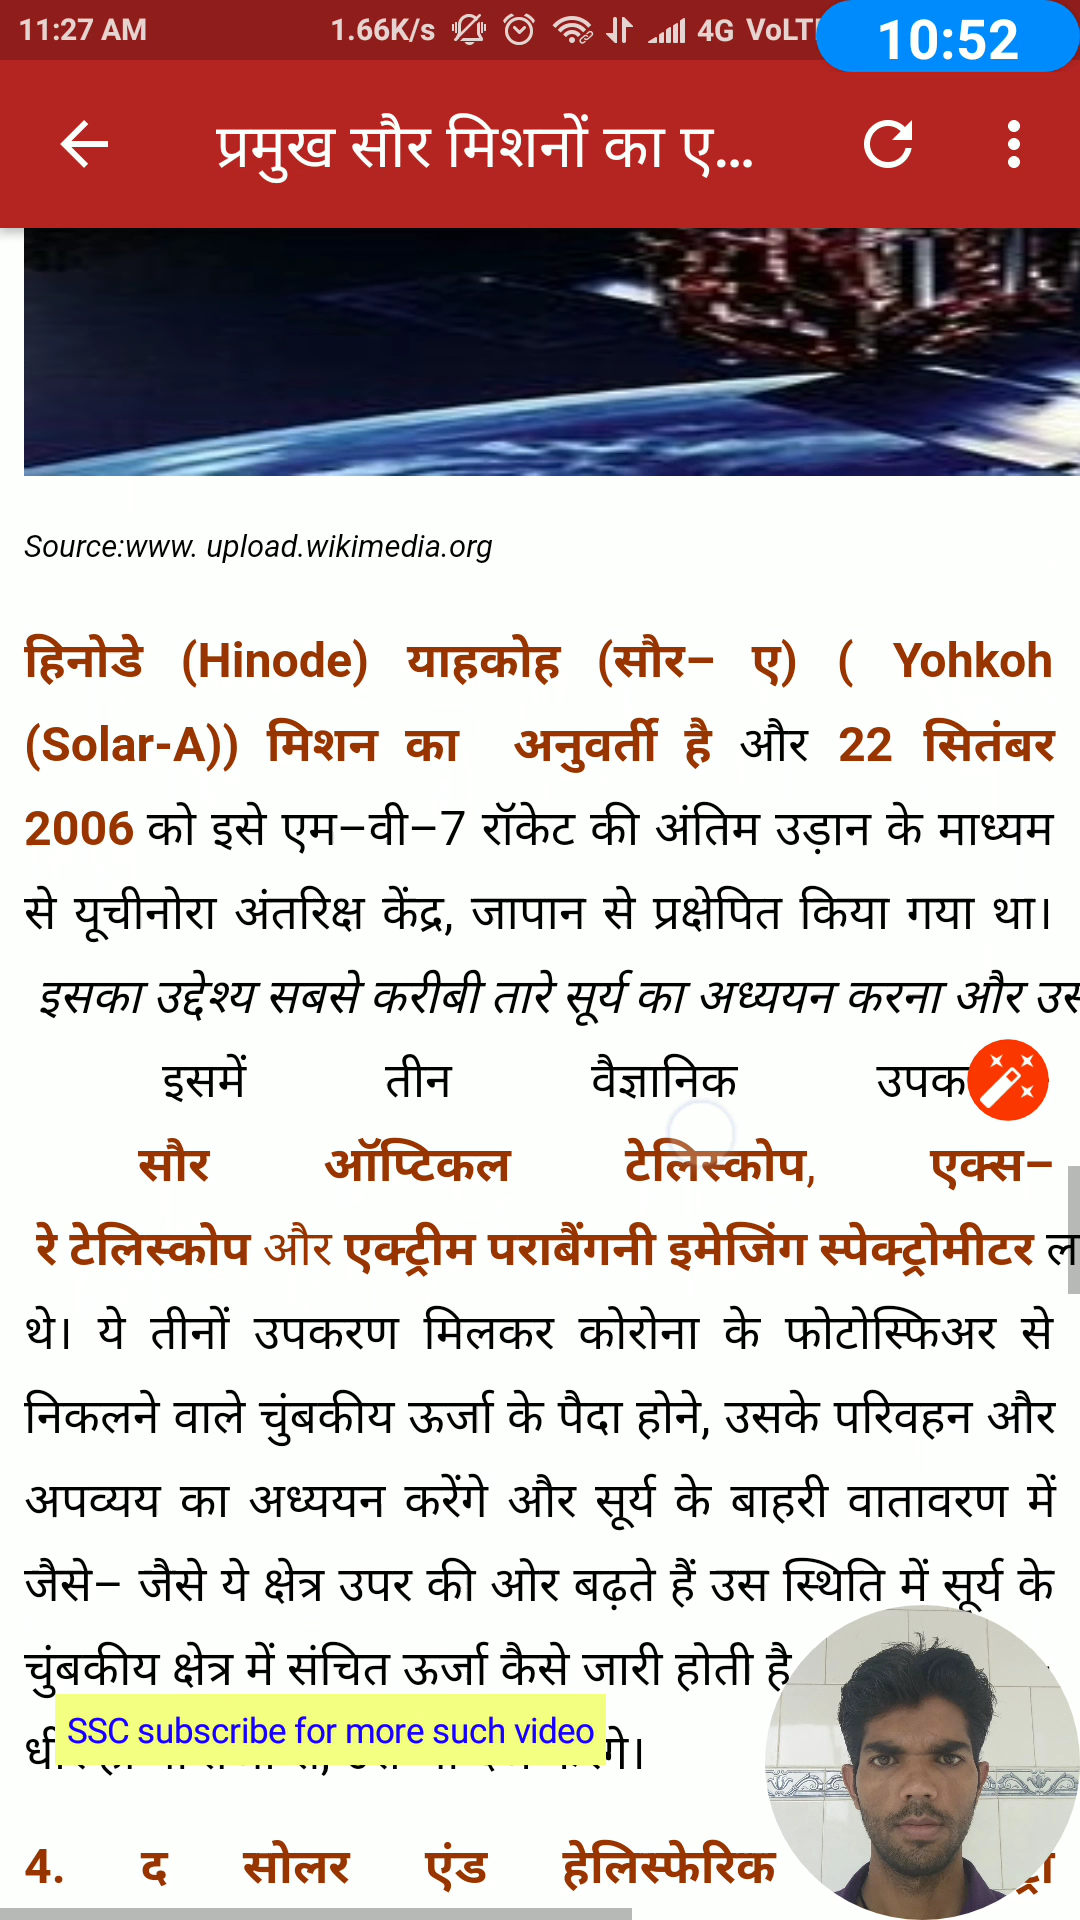 11:27 AM 1.66K/s 4G VoLT
10:52
प्रमुख सौर मिशनों का ए...
Source:www. upload.wikimedia.org
हिनोडे (Hinode) याहकोह (सौर– ए) ( Yohkoh
(Solar-A)) मिशन का अनुवर्ती है और 22 सितंबर
2006 को इसे एम–वी–7 रॉकेट की अंतिम उड़ान के माध्यम
से यूचीनोरा अंतरिक्ष केंद्र, जापान से प्रक्षेपित किया गया था।
इसका उद्देश्य सबसे करीबी तारे सूर्य का अध्ययन करना और उस
इसमें तीन वैज्ञानिक उपक
सौर ऑप्टिकल टेलिस्कोप, एक्स–
रे टेलिस्कोप और एक्ट्रीम पराबैंगनी इमेजिंग स्पेक्ट्रोमीटर ल
थे। ये तीनों उपकरण मिलकर कोरोना के फोटोस्फिअर से
निकलने वाले चुंबकीय ऊर्जा के पैदा होने, उसके परिवहन और
अपव्यय का अध्ययन करेंगे और सूर्य के बाहरी वातावरण में
जैसे– जैसे ये क्षेत्र उपर की ओर बढ़ते हैं उस स्थिति में सूर्य के
चुंबकीय क्षेत्र में संचित ऊर्जा कैसे जारी होती है
SSC subscribe for more such video
गे।
4. द सोलर एंड हेलिस्फेरिक